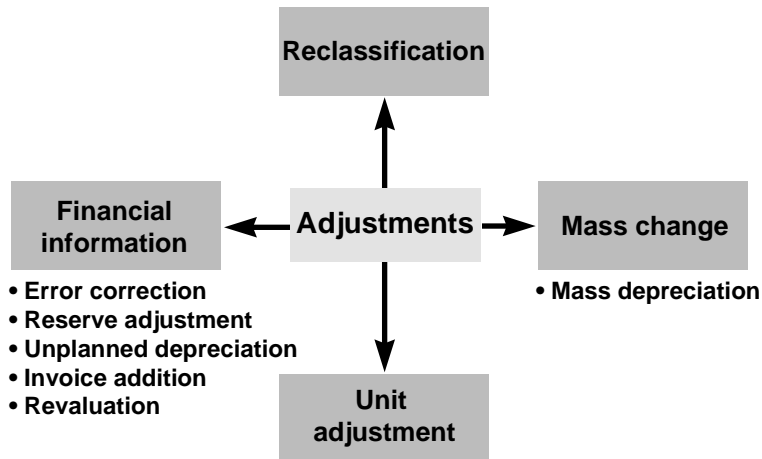 Reclassification
Financial
information
Adjustments
Mass change
• Error correction
• Reserve adjustment
• Unplanned depreciation
• Invoice addition
• Revaluation
• Mass depreciation
Unit
adjustment